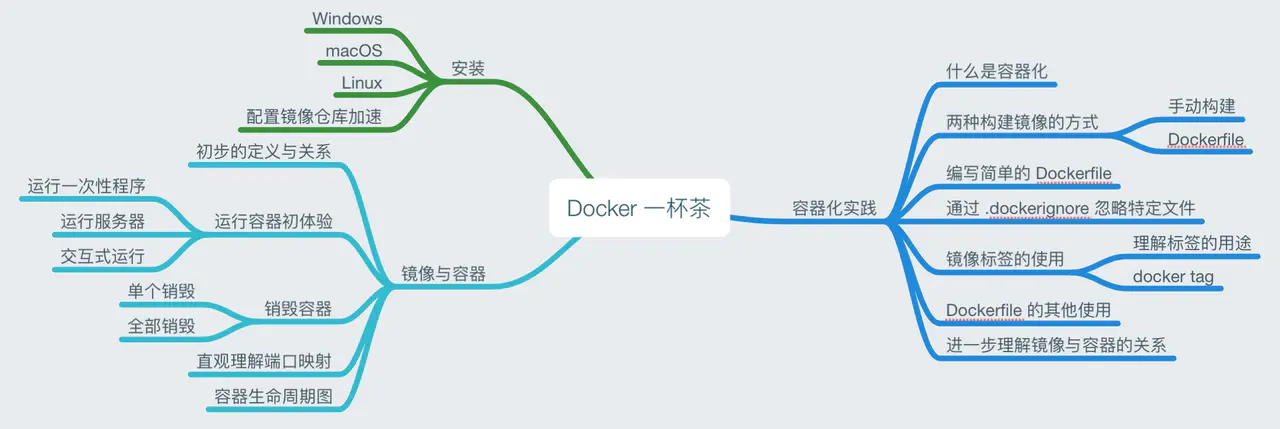 Docker 一杯茶
安装
Windows
macOS
Linux
配置镜像仓库加速
镜像与容器
初步的定义与关系
运行容器初体验
运行一次性程序
运行服务器
交互式运行
销毁容器
单个销毁
全部销毁
直观理解端口映射
容器生命周期图
容器化实践
什么是容器化
两种构建镜像的方式
手动构建
Dockerfile
编写简单的 Dockerfile
通过 .dockerignore 忽略特定文件
镜像标签的使用
理解标签的用途
docker tag
Dockerfile 的其他使用
进一步理解镜像与容器的关系